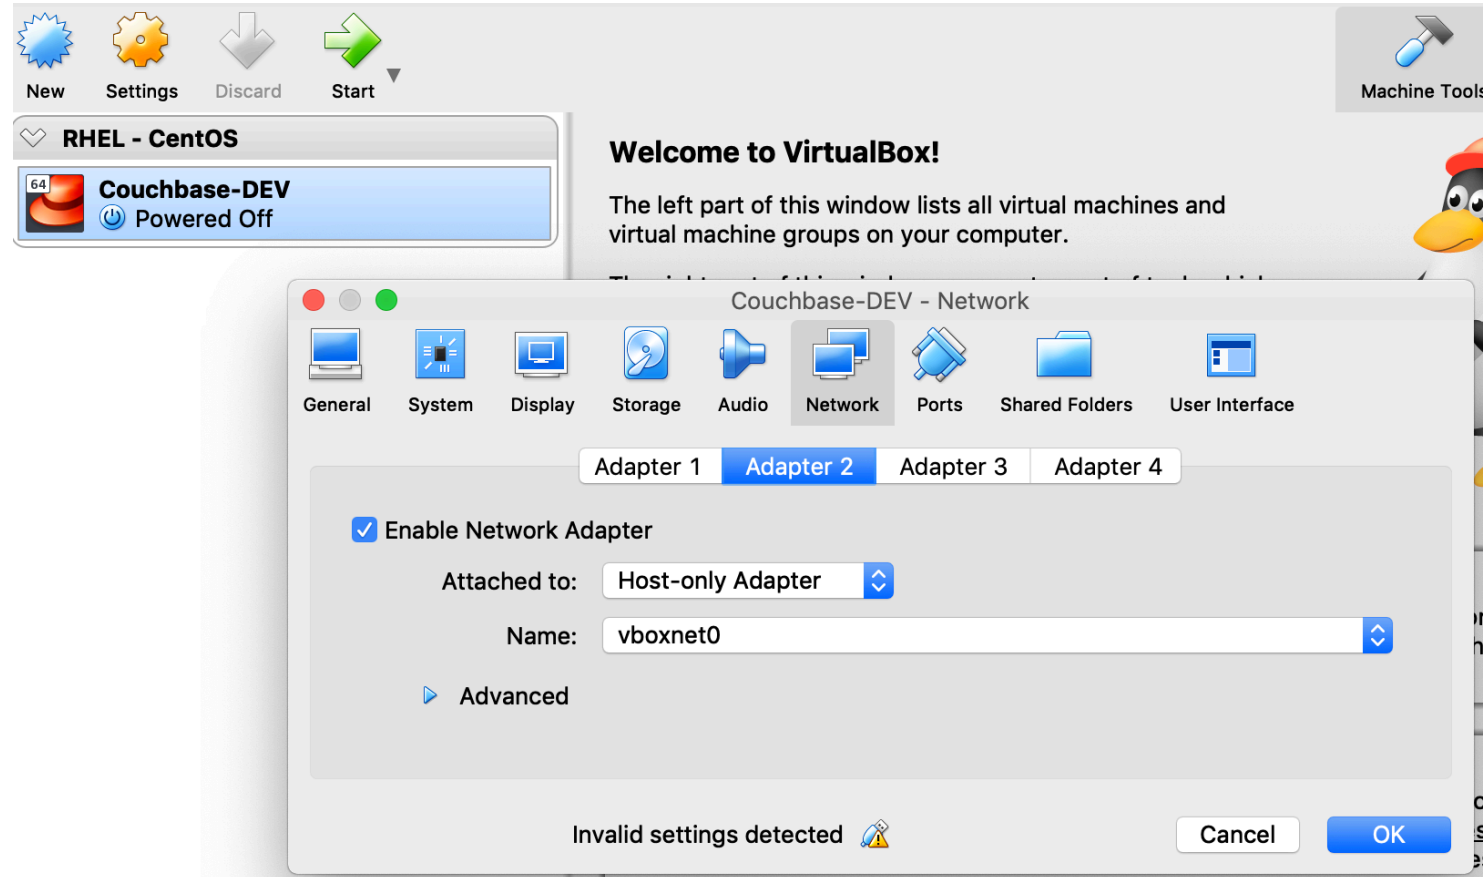 New
Settings
Discard
Start
Machine Tools
RHEL - CentOS
64
Couchbase-DEV
Powered Off
Welcome to VirtualBox!
The left part of this window lists all virtual machines and
virtual machine groups on your computer.
Couchbase-DEV - Network
General
System
Display
Storage
Audio
Network
Ports
Shared Folders
User Interface
Adapter 1
Adapter 2
Adapter 3
Adapter 4
Enable Network Adapter
Attached to:
Host-only Adapter
Name:
vboxnet0
Advanced
Invalid settings detected
Cancel
OK